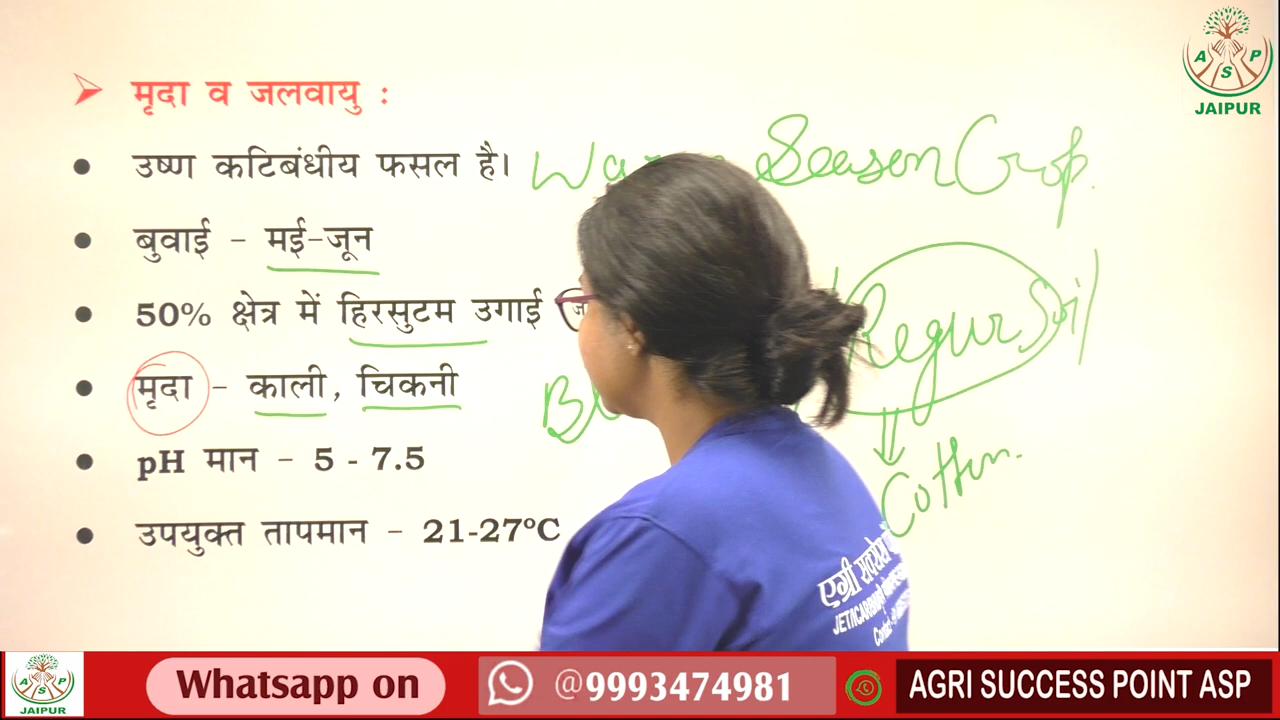 मृदा व जलवायु :
उष्ण कटिबंधीय फसल है।
Season Crop.
बुवाई - मई-जून
50% क्षेत्र में हिरसुटम उगाई
Regur Soil
मृदा - काली, चिकनी
Cotton.
pH मान - 5 - 7.5
उपयुक्त तापमान - 21-27°C
एग्री
A S P
JAIPUR
A S P
JAIPUR
Whatsapp on
@9993474981
AGRI SUCCESS POINT ASP